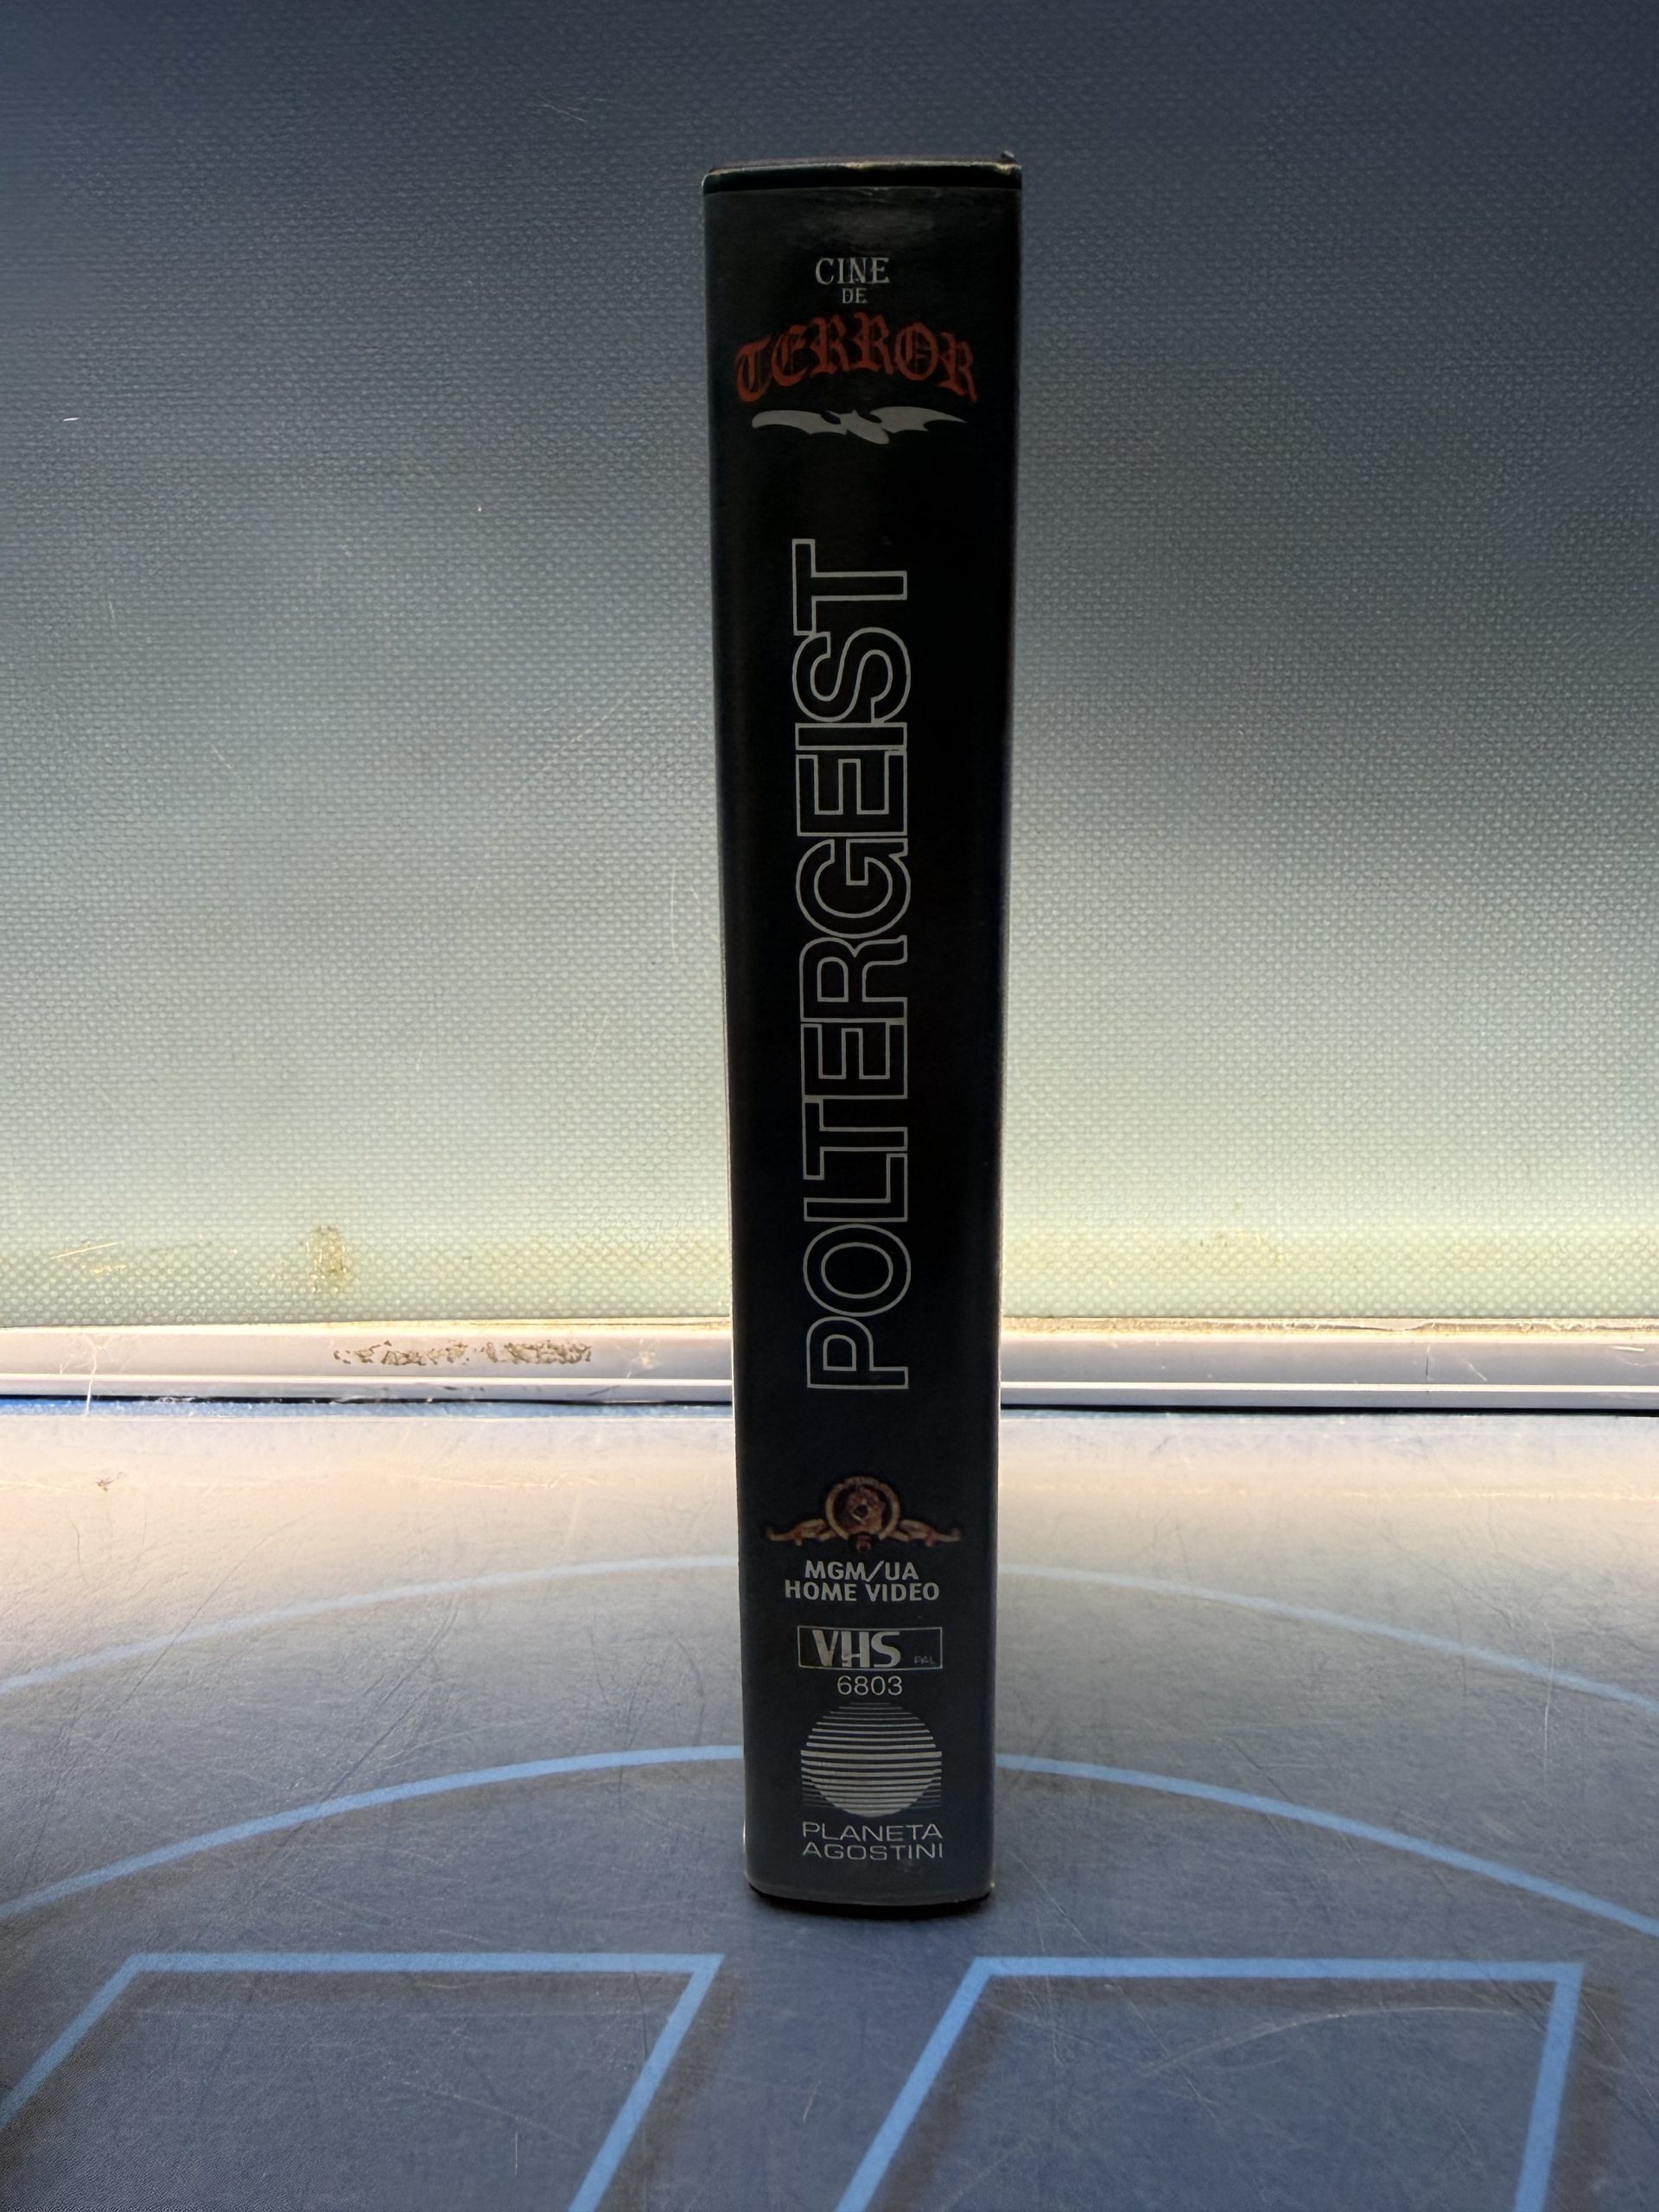 CINE
DE
TERROR
POLTERGEIST
MGM/UA
HOME VIDEO
VHS PAL
6803
PLANETA
AGOSTINI